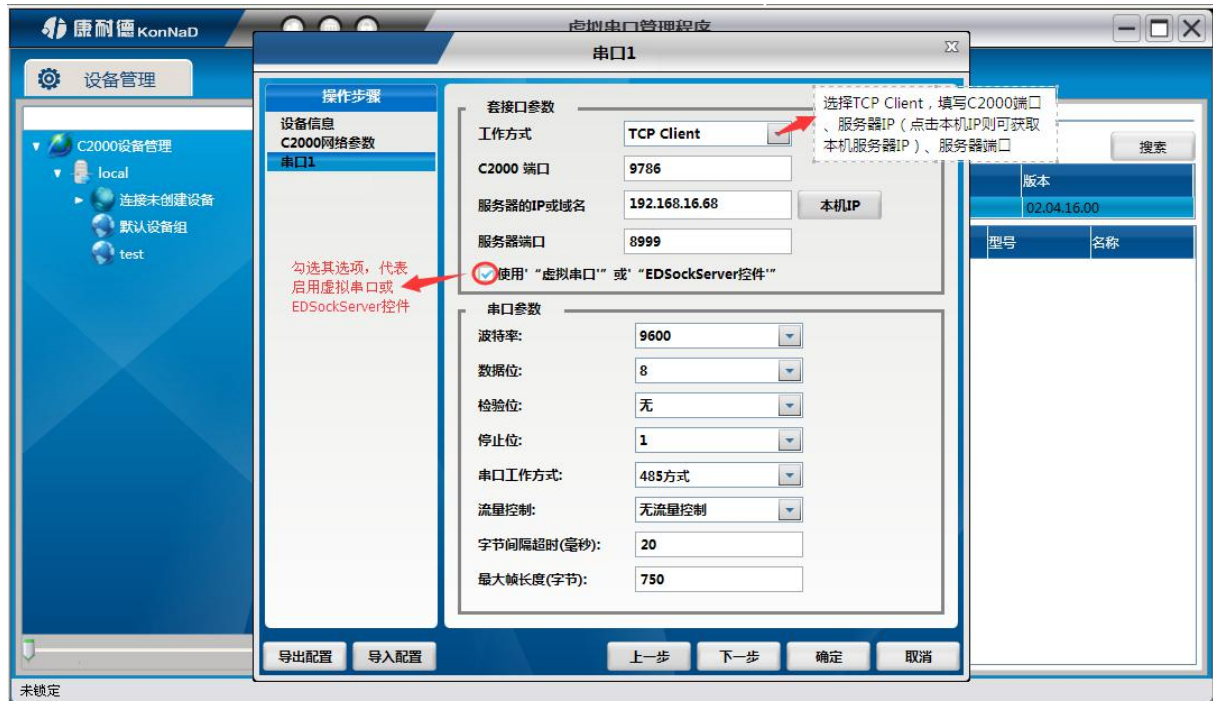 康耐德KonNaD
虚拟串口管理程序
设备管理
C2000设备管理
local
连接未创建设备
默认设备组
test
搜索
版本
02.04.16.00
型号
名称
串口1
操作步骤
设备信息
C2000网络参数
串口1
套接口参数
工作方式
TCP Client
C2000 端口
9786
服务器的IP或域名
192.168.16.68
本机IP
服务器端口
8999
使用' “虚拟串口'” 或' “EDSockServer控件'”
选择TCP Client，填写C2000端口
、服务器IP（点击本机IP则可获取
本机服务器IP）、服务器端口
勾选其选项，代表
启用虚拟串口或
EDSockServer控件
串口参数
波特率:
9600
数据位:
8
检验位:
无
停止位:
1
串口工作方式:
485方式
流量控制:
无流量控制
字节间隔超时(毫秒):
20
最大帧长度(字节):
750
导出配置
导入配置
上一步
下一步
确定
取消
未锁定